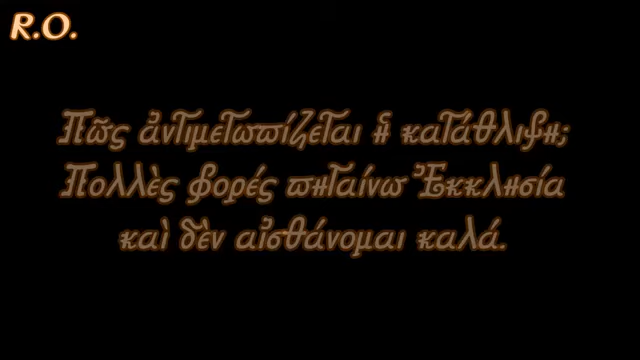 R.O.
Πῶς ἀντιμετωπίζεται ἡ κατάθλιψη;
Πολλὲς φορές πηγαίνω Ἐκκλησία
καὶ δὲν αἰσθάνομαι καλά.